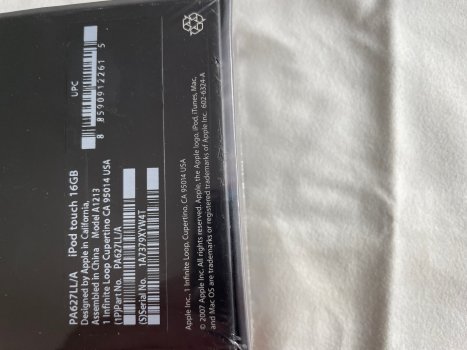 PA627LL/A iPod touch 16GB
Designed by Apple in California,
Assembled in China Model A1213
1 Infinite Loop Cupertino CA 95014 USA
(1P)Part No. PA627LL/A
(S)Serial No. 1A7379XYW4T
UPC
8 85909 12261 5
Apple Inc., 1 Infinite Loop, Cupertino, CA 95014 USA
© 2007 Apple Inc. All rights reserved. Apple, the Apple logo, iPod, iTunes, Mac,
and Mac OS are trademarks or registered trademarks of Apple Inc. 602-6324-A